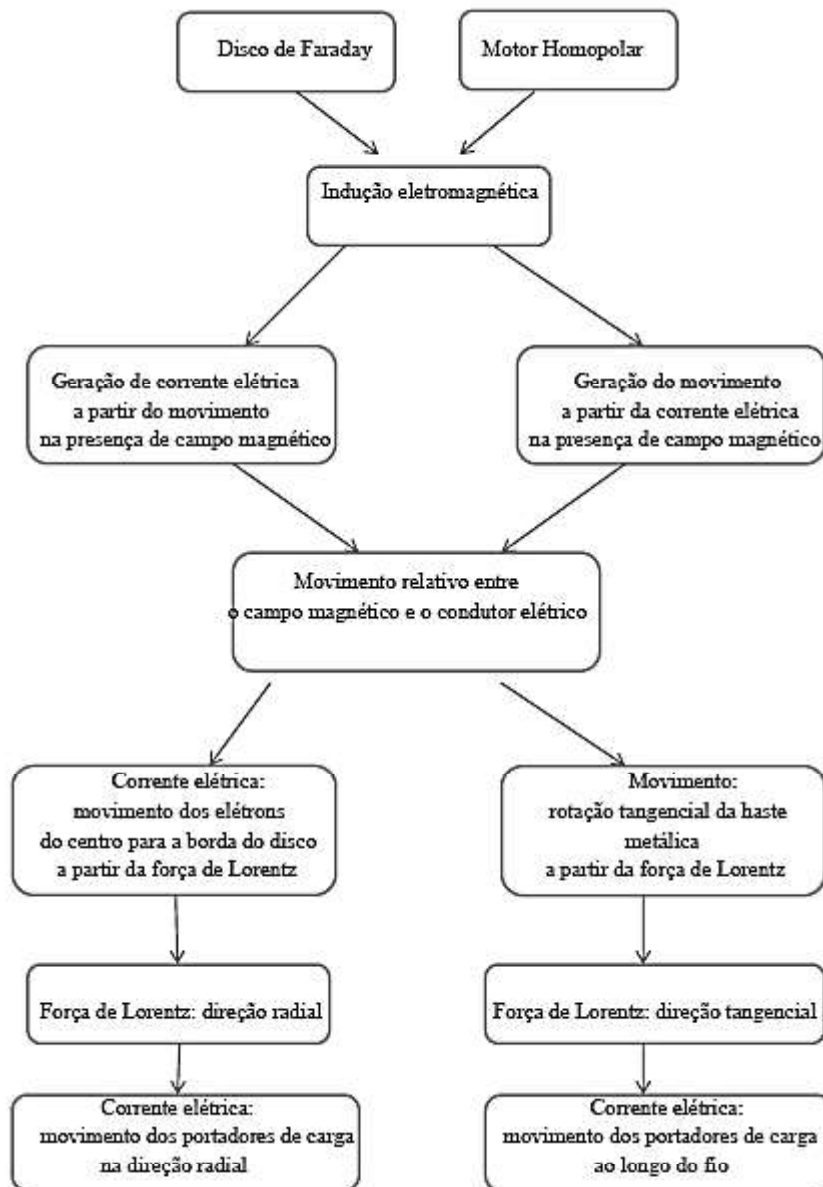 Disco de Faraday
Motor Homopolar
Indução eletromagnética
Geração de corrente elétrica
a partir do movimento
na presença de campo magnético
Geração do movimento
a partir da corrente elétrica
na presença de campo magnético
Movimento relativo entre
o campo magnético e o condutor elétrico
Corrente elétrica:
movimento dos elétrons
do centro para a borda do disco
a partir da força de Lorentz
Movimento:
rotação tangencial da haste
metálica
a partir da força de Lorentz
Força de Lorentz: direção radial
Força de Lorentz: direção tangencial
Corrente elétrica:
movimento dos portadores de carga
na direção radial
Corrente elétrica:
movimento dos portadores de carga
ao longo do fio